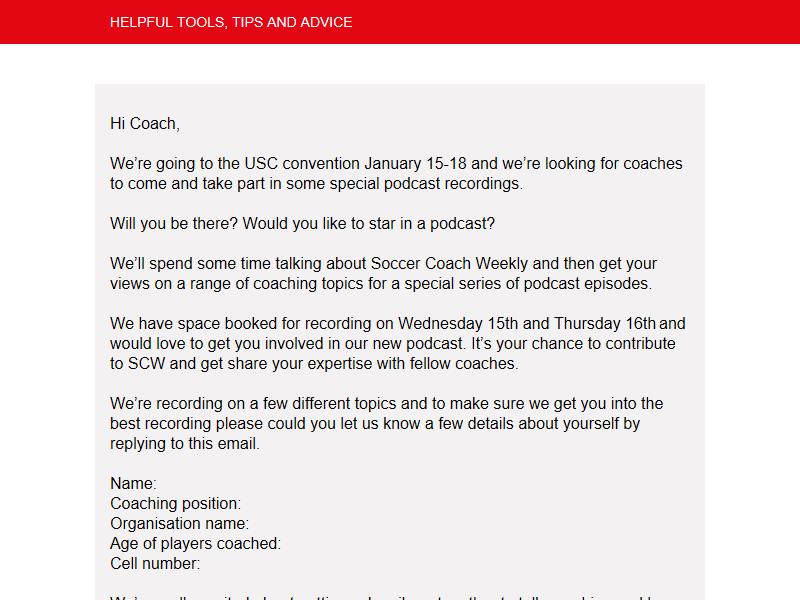 HELPFUL TOOLS, TIPS AND ADVICE
Hi Coach,
We’re going to the USC convention January 15-18 and we’re looking for coaches
to come and take part in some special podcast recordings.
Will you be there? Would you like to star in a podcast?
We’ll spend some time talking about Soccer Coach Weekly and then get your
views on a range of coaching topics for a special series of podcast episodes.
We have space booked for recording on Wednesday 15th and Thursday 16th and
would love to get you involved in our new podcast. It’s your chance to contribute
to SCW and get share your expertise with fellow coaches.
We’re recording on a few different topics and to make sure we get you into the
best recording please could you let us know a few details about yourself by
replying to this email.
Name:
Coaching position:
Organisation name:
Age of players coached:
Cell number: